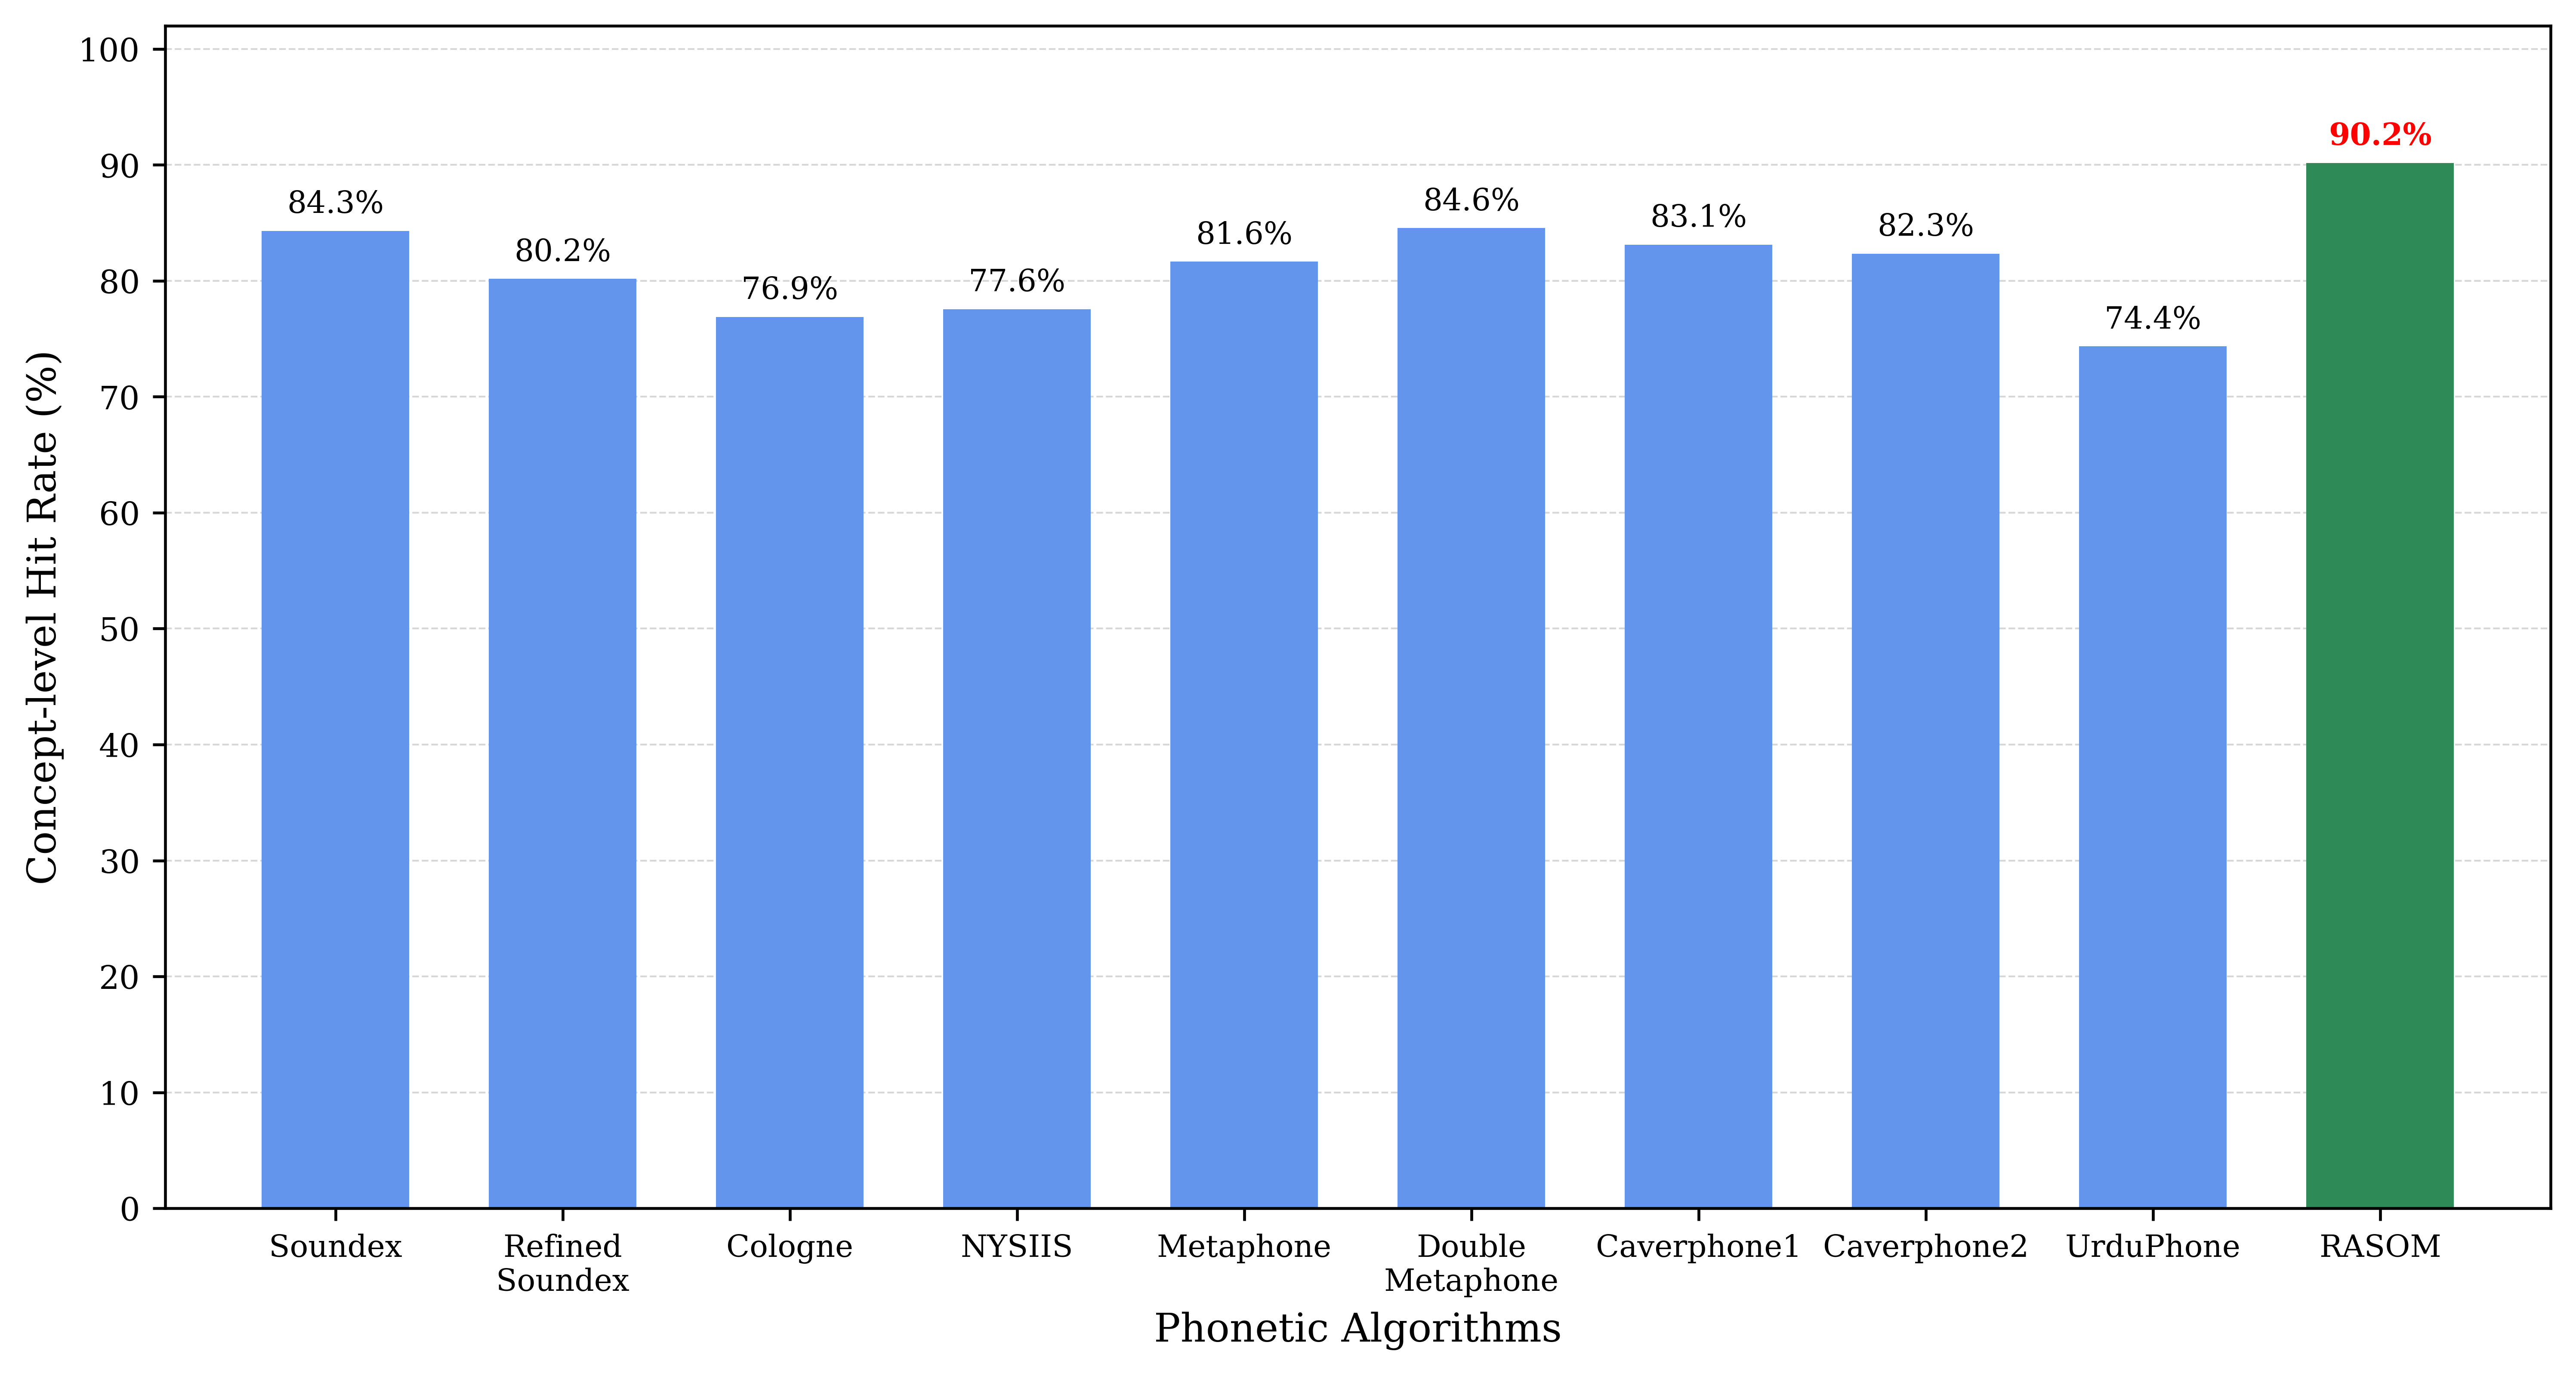 Concept-level Hit Rate (%)
100
90
80
70
60
50
40
30
20
10
0
84.3%
80.2%
76.9%
77.6%
81.6%
84.6%
83.1%
82.3%
74.4%
90.2%
Soundex
Refined
Soundex
Cologne
NYSIIS
Metaphone
Double
Metaphone
Caverphone1
Caverphone2
UrduPhone
RASOM
Phonetic Algorithms